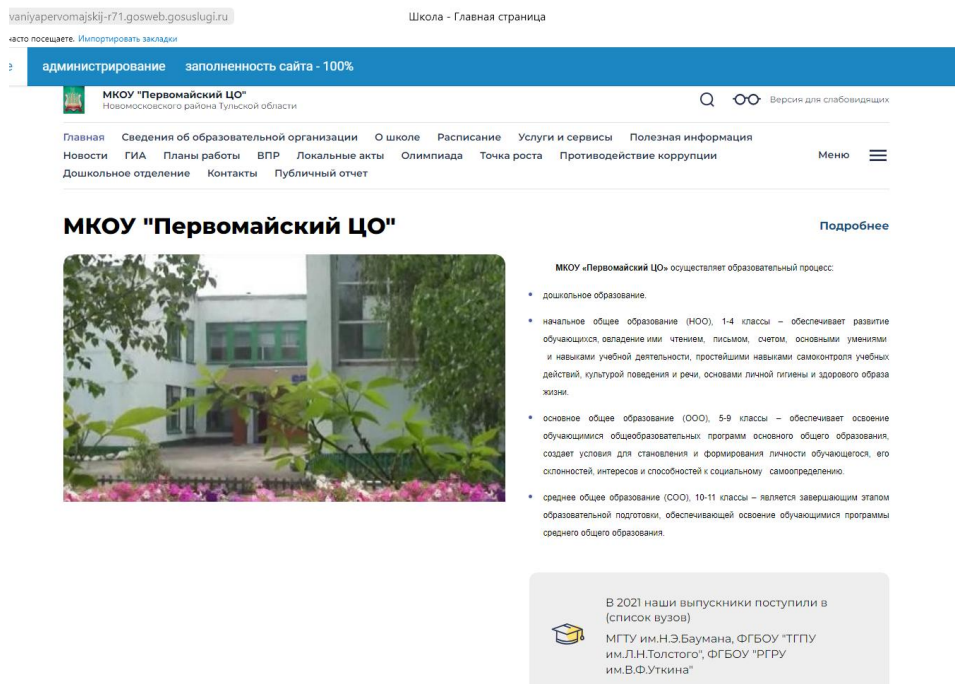 vaniyapervomajskij-r71.gosweb.gosuslugi.ru
Школа - Главная страница
часто посещаете. Импортировать закладки
е администрирование заполненность сайта - 100%
МКОУ "Первомайский ЦО"
Новомосковского района Тульской области
Версия для слабовидящих
Главная Сведения об образовательной организации О школе Расписание Услуги и сервисы Полезная информация
Новости ГИА Планы работы ВПР Локальные акты Олимпиада Точка роста Противодействие коррупции Меню
Дошкольное отделение Контакты Публичный отчет
МКОУ "Первомайский ЦО"
Подробнее
МКОУ «Первомайский ЦО» осуществляет образовательный процесс:
• дошкольное образование.
• начальное общее образование (НОО), 1-4 классы – обеспечивает развитие
обучающихся, овладение ими чтением, письмом, счетом, основными умениями
и навыками учебной деятельности, простейшими навыками самоконтроля учебных
действий, культурой поведения и речи, основами личной гигиены и здорового образа
жизни.
• основное общее образование (ООО), 5-9 классы – обеспечивает освоение
обучающимися общеобразовательных программ основного общего образования,
создает условия для становления и формирования личности обучающегося, его
склонностей, интересов и способностей к социальному самоопределению.
• среднее общее образование (СОО), 10-11 классы – является завершающим этапом
образовательной подготовки, обеспечивающей освоение обучающимися программы
среднего общего образования.
В 2021 наши выпускники поступили в
(список вузов)
МГТУ им.Н.Э.Баумана, ФГБОУ "ТГПУ
им.Л.Н.Толстого", ФГБОУ "РГРУ
им.В.Ф.Уткина"